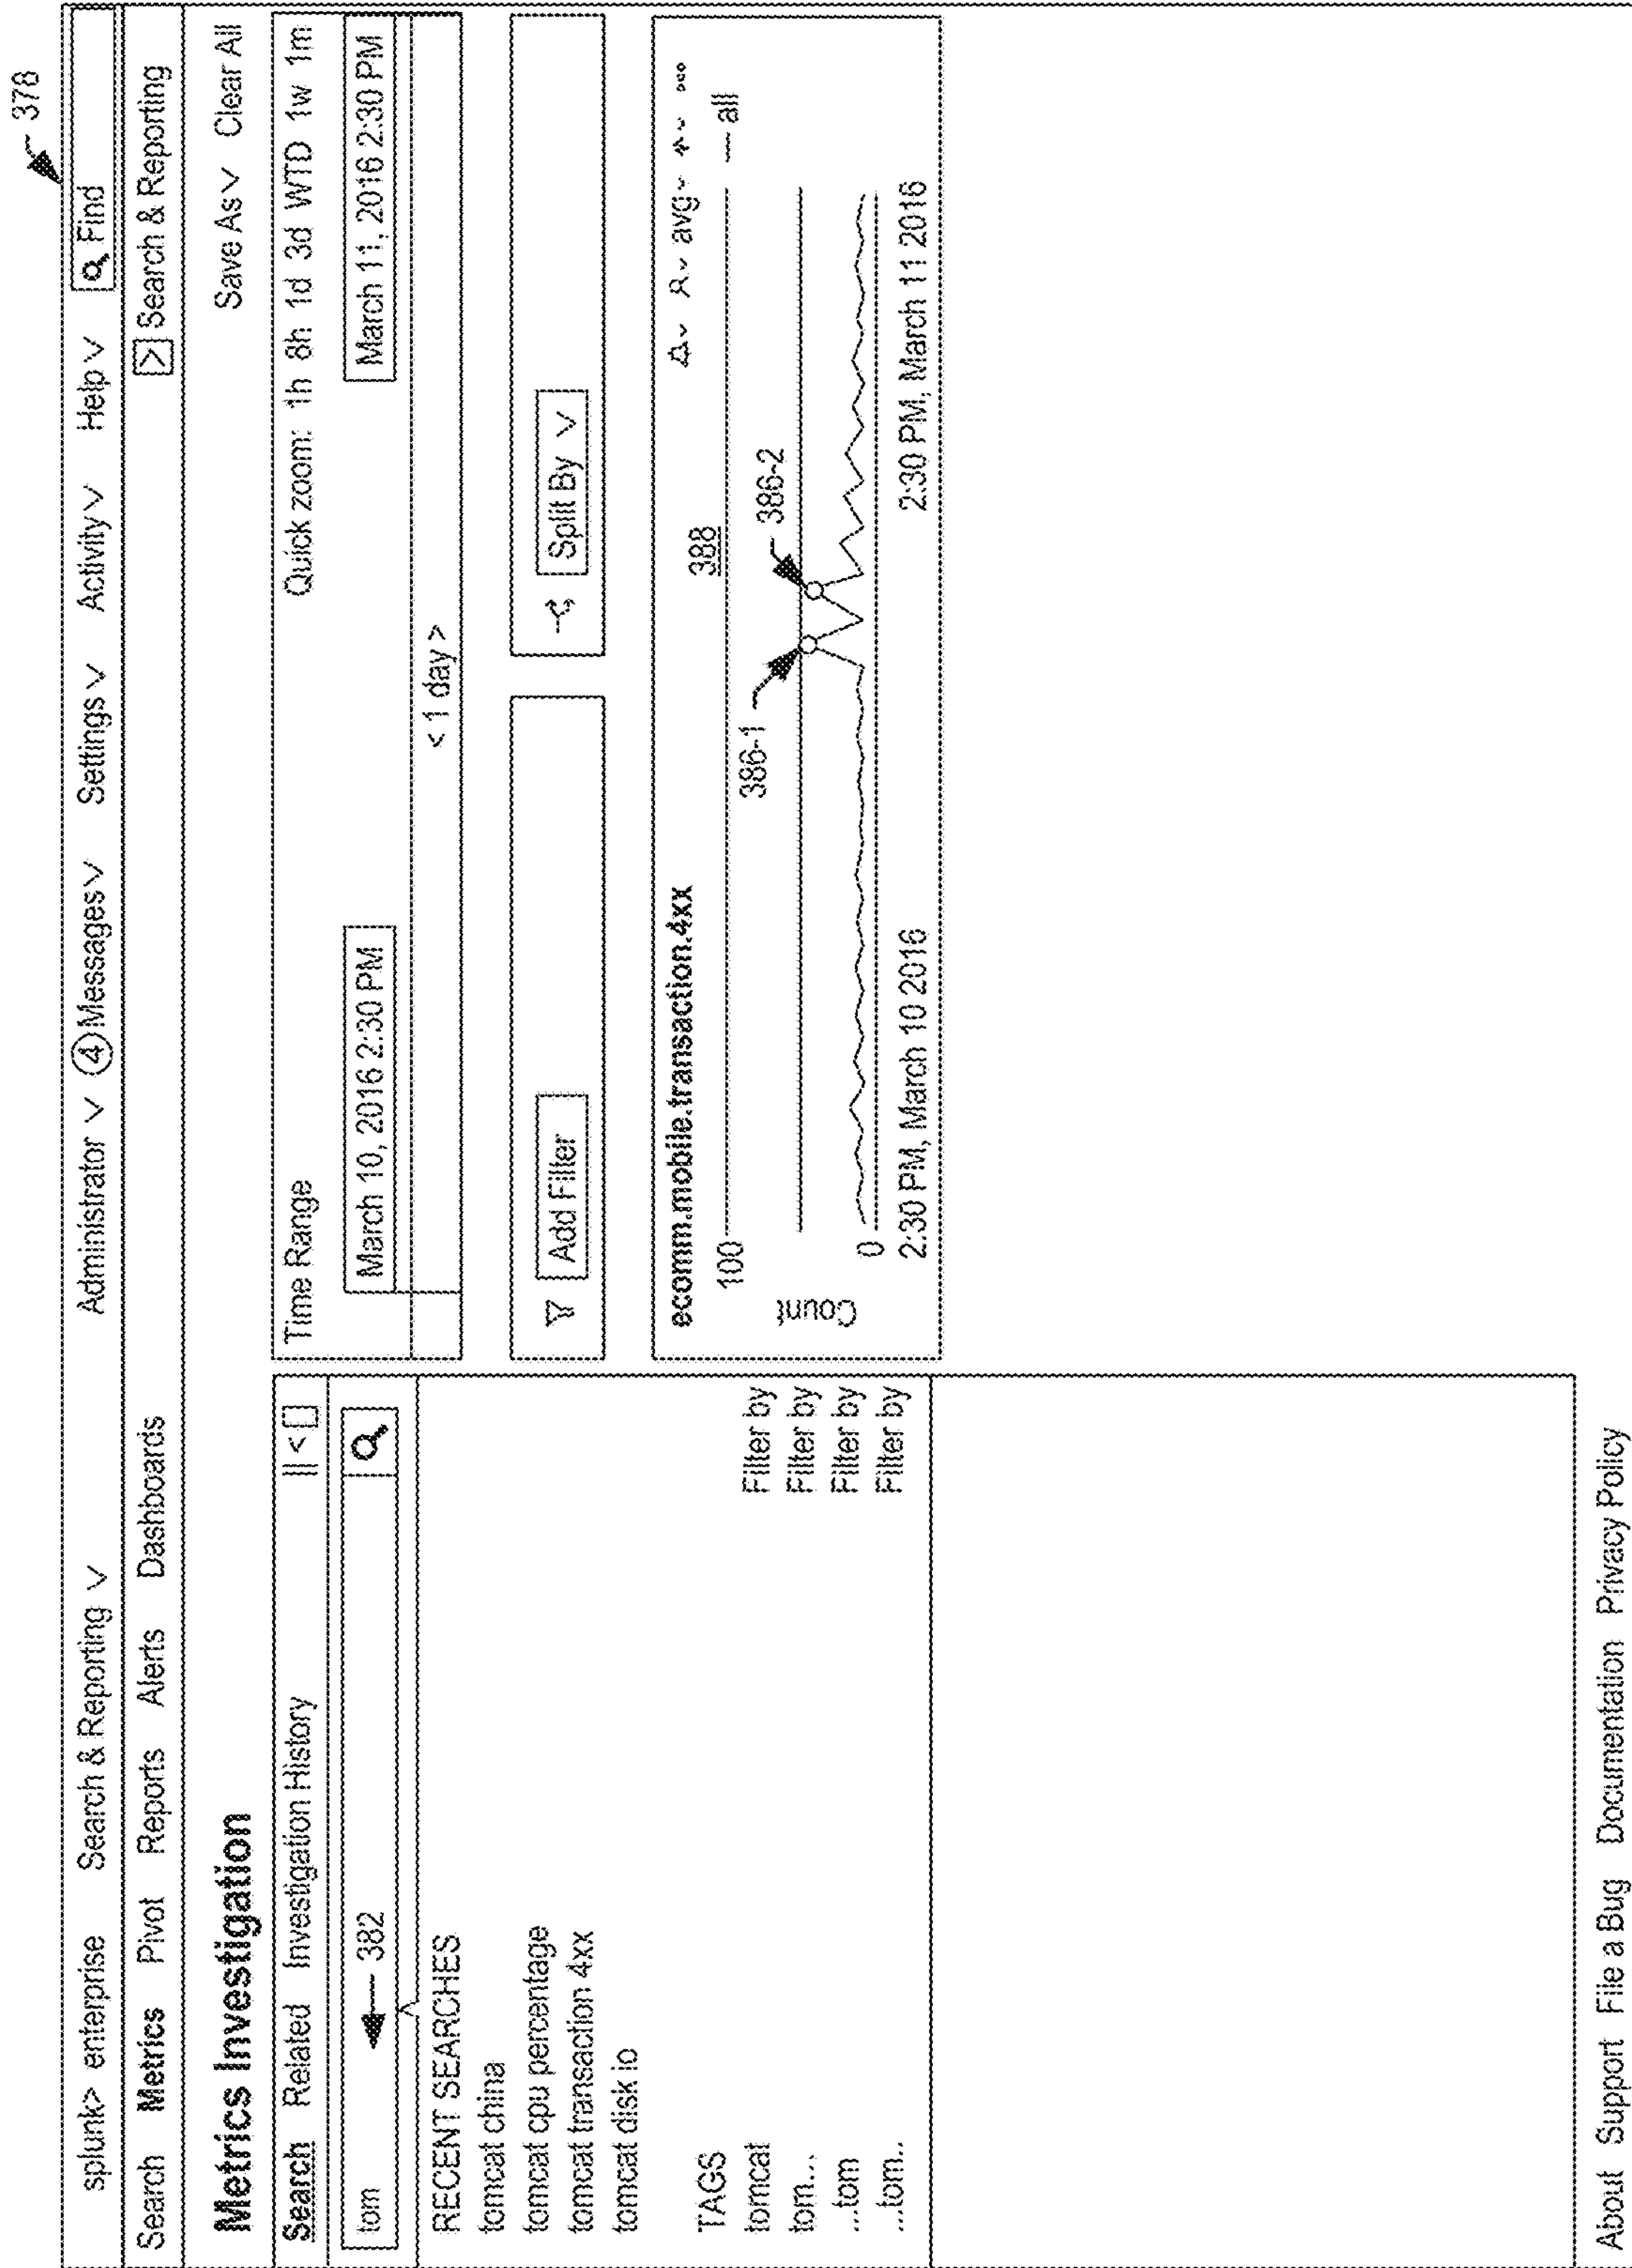 378
splunk> enterprise Search & Reporting ∨ Administrator ∨ 4 Messages ∨ Settings ∨ Activity ∨ Help ∨ Find
Search Metrics Pivot Reports Alerts Dashboards > Search & Reporting
Metrics Investigation Save As ∨ Clear All
Search Related Investigation History || < []
tom 382
RECENT SEARCHES
tomcat china
tomcat cpu percentage
tomcat transaction 4xx
tomcat disk io
TAGS
tomcat Filter by
tom... Filter by
...tom Filter by
...tom.. Filter by
Time Range Quick zoom: 1h 8h 1d 3d WTD 1w 1m
March 10, 2016 2:30 PM March 11, 2016 2:30 PM
< 1 day >
Add Filter Split By ∨
ecomm.mobile.transaction.4xx avg
388
100 all
386-1 386-2
Count
0
2:30 PM, March 10 2016 2:30 PM, March 11 2016
About Support File a Bug Documentation Privacy Policy